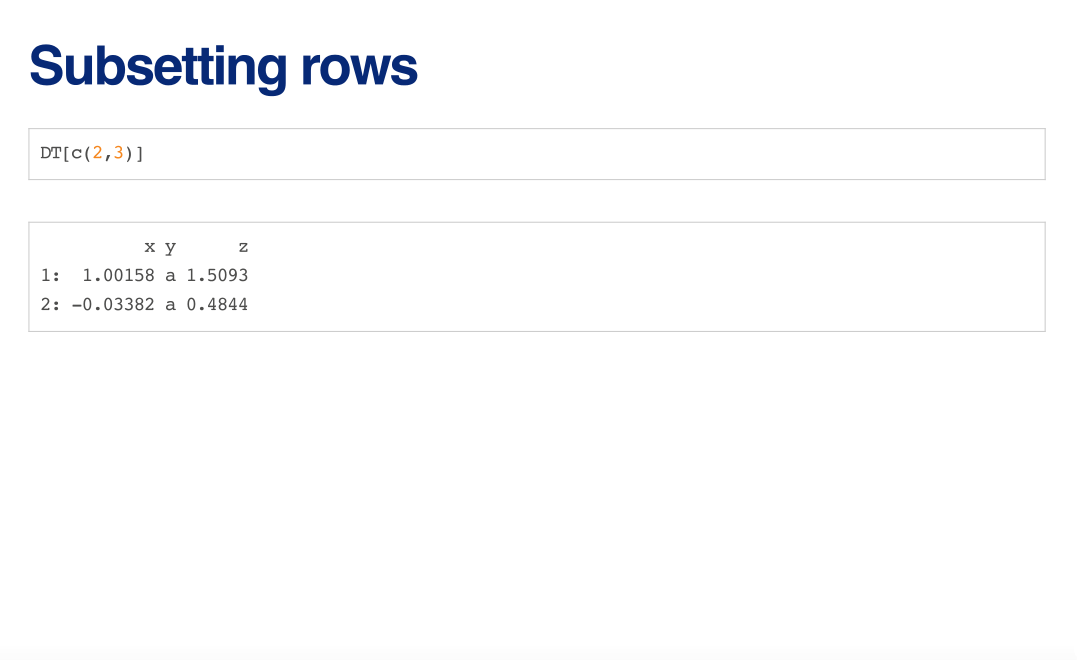 Subsetting rows
DT[c(2,3)]
          x y      z
1:  1.00158 a 1.5093
2: -0.03382 a 0.4844